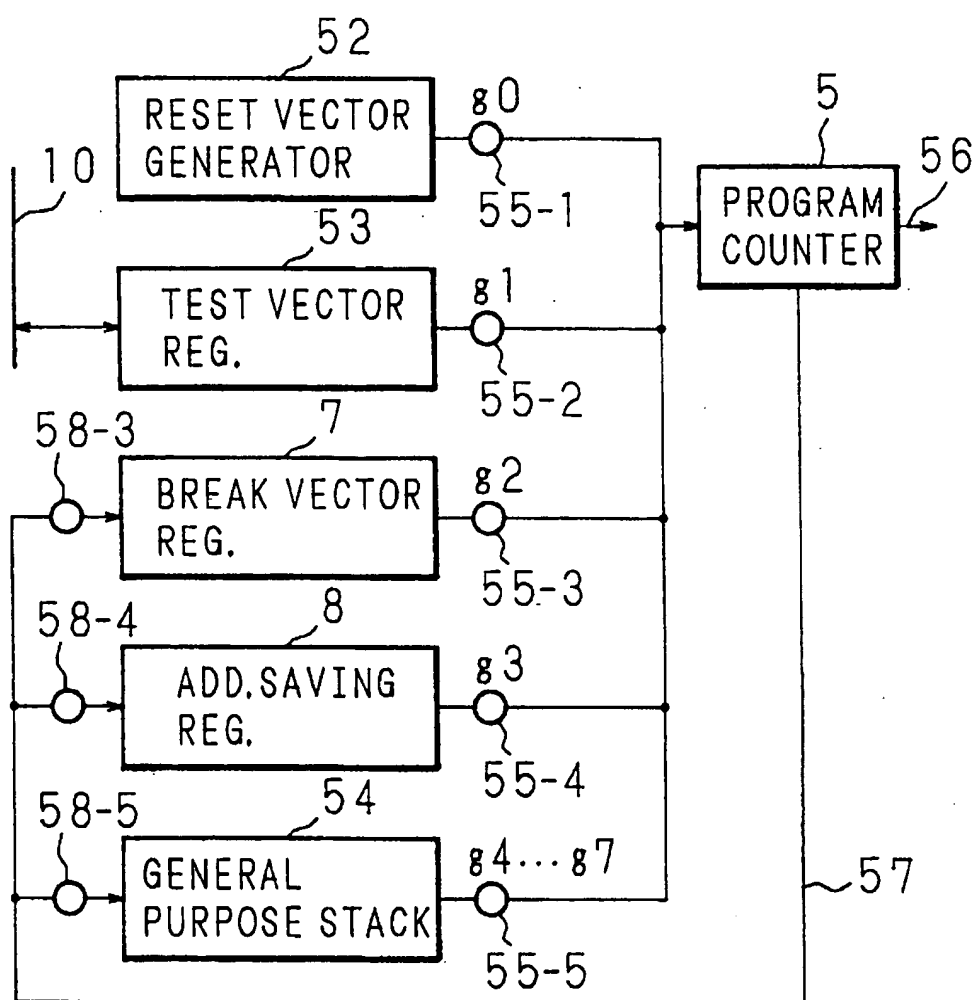 52
RESET VECTOR
GENERATOR
g0
55-1
5
PROGRAM
COUNTER
56
10
53
TEST VECTOR
REG.
g1
55-2
58-3
7
BREAK VECTOR
REG.
g2
55-3
58-4
8
ADD.SAVING
REG.
g3
55-4
58-5
54
GENERAL
PURPOSE STACK
g4...g7
55-5
57